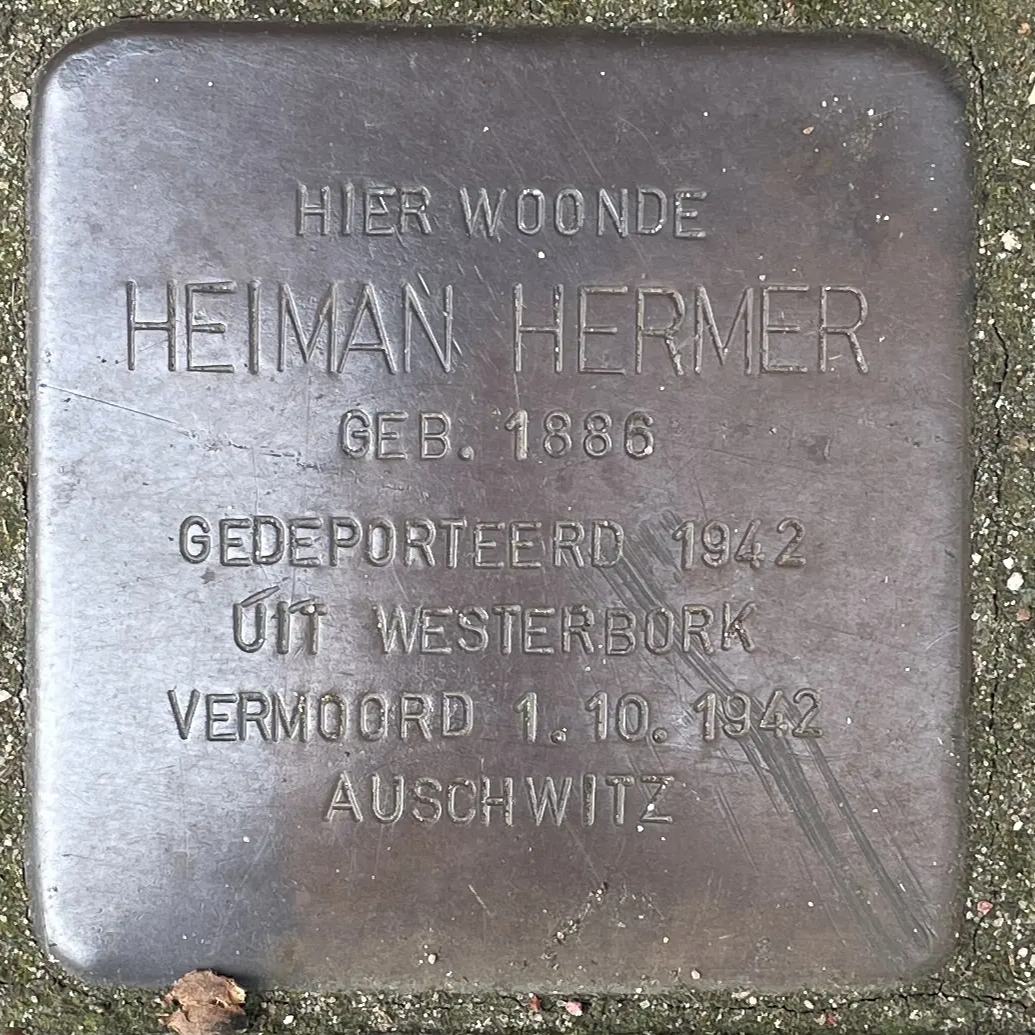 HIER WOONDE
HEIMAN HERMER
GEB. 1886
GEDEPORTEERD 1942
UIT WESTERBORK
VERMOORD 1.10.1942
AUSCHWITZ